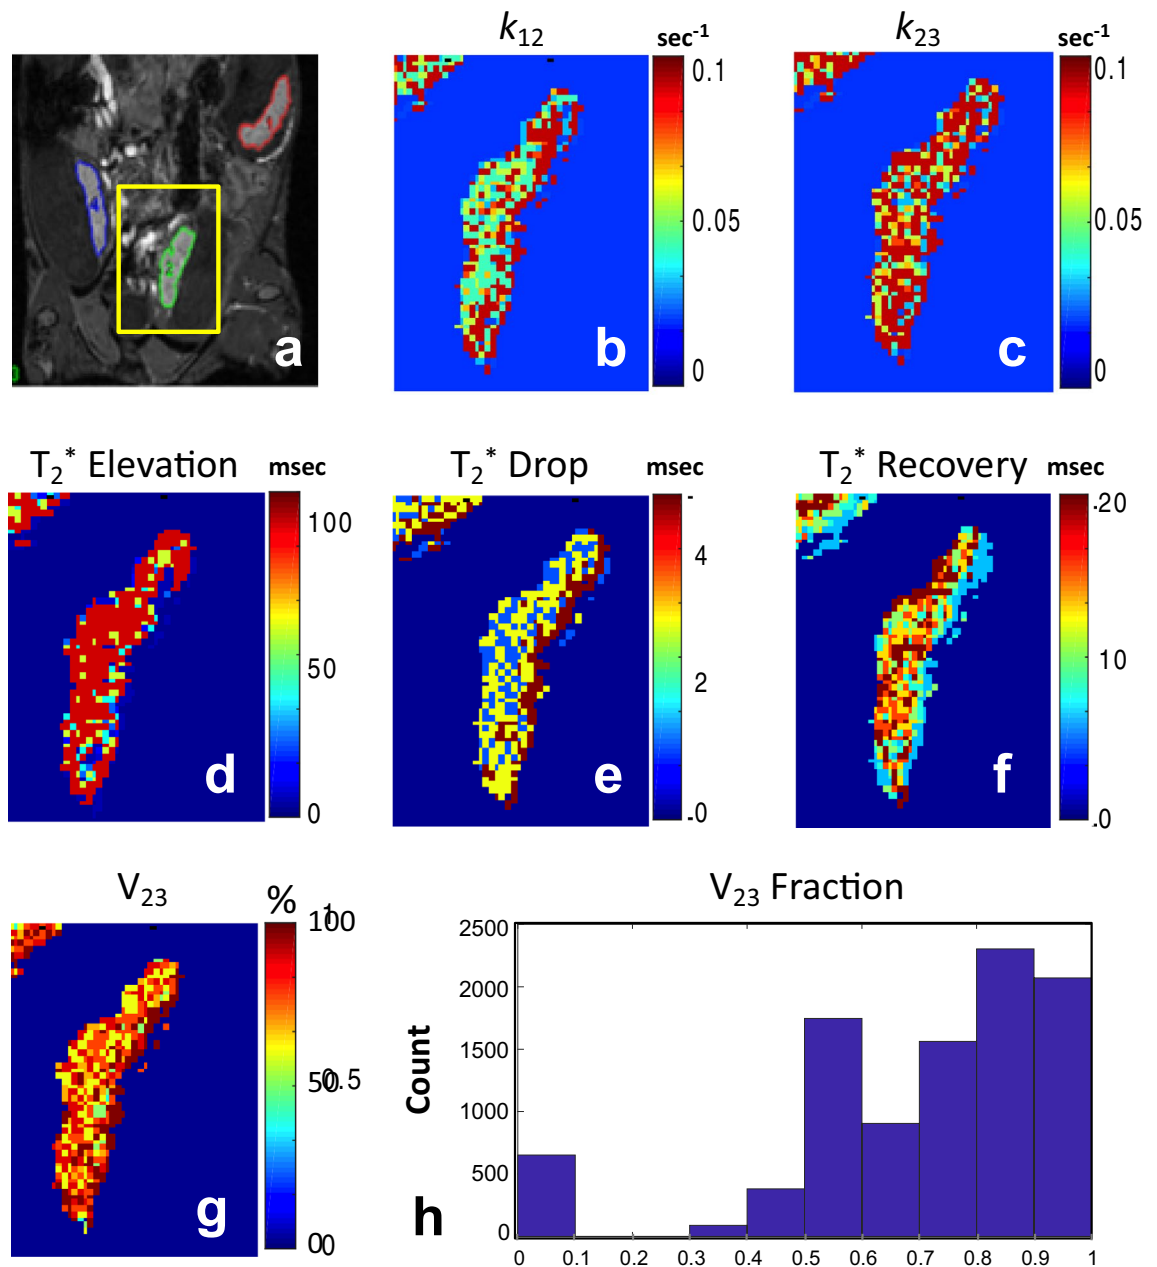 k12 sec-1 k23 sec-1
0.1 0.1
0.05 0.05
a b 0 c 0
T2* Elevation msec T2* Drop msec T2* Recovery msec
100 4 .20
50 2 10
d 0 e .0 f .0
V23 % V23 Fraction
100 2500
2000
1500
50 0.5 Count 1000
500
g 00 h 0
0 0.1 0.2 0.3 0.4 0.5 0.6 0.7 0.8 0.9 1